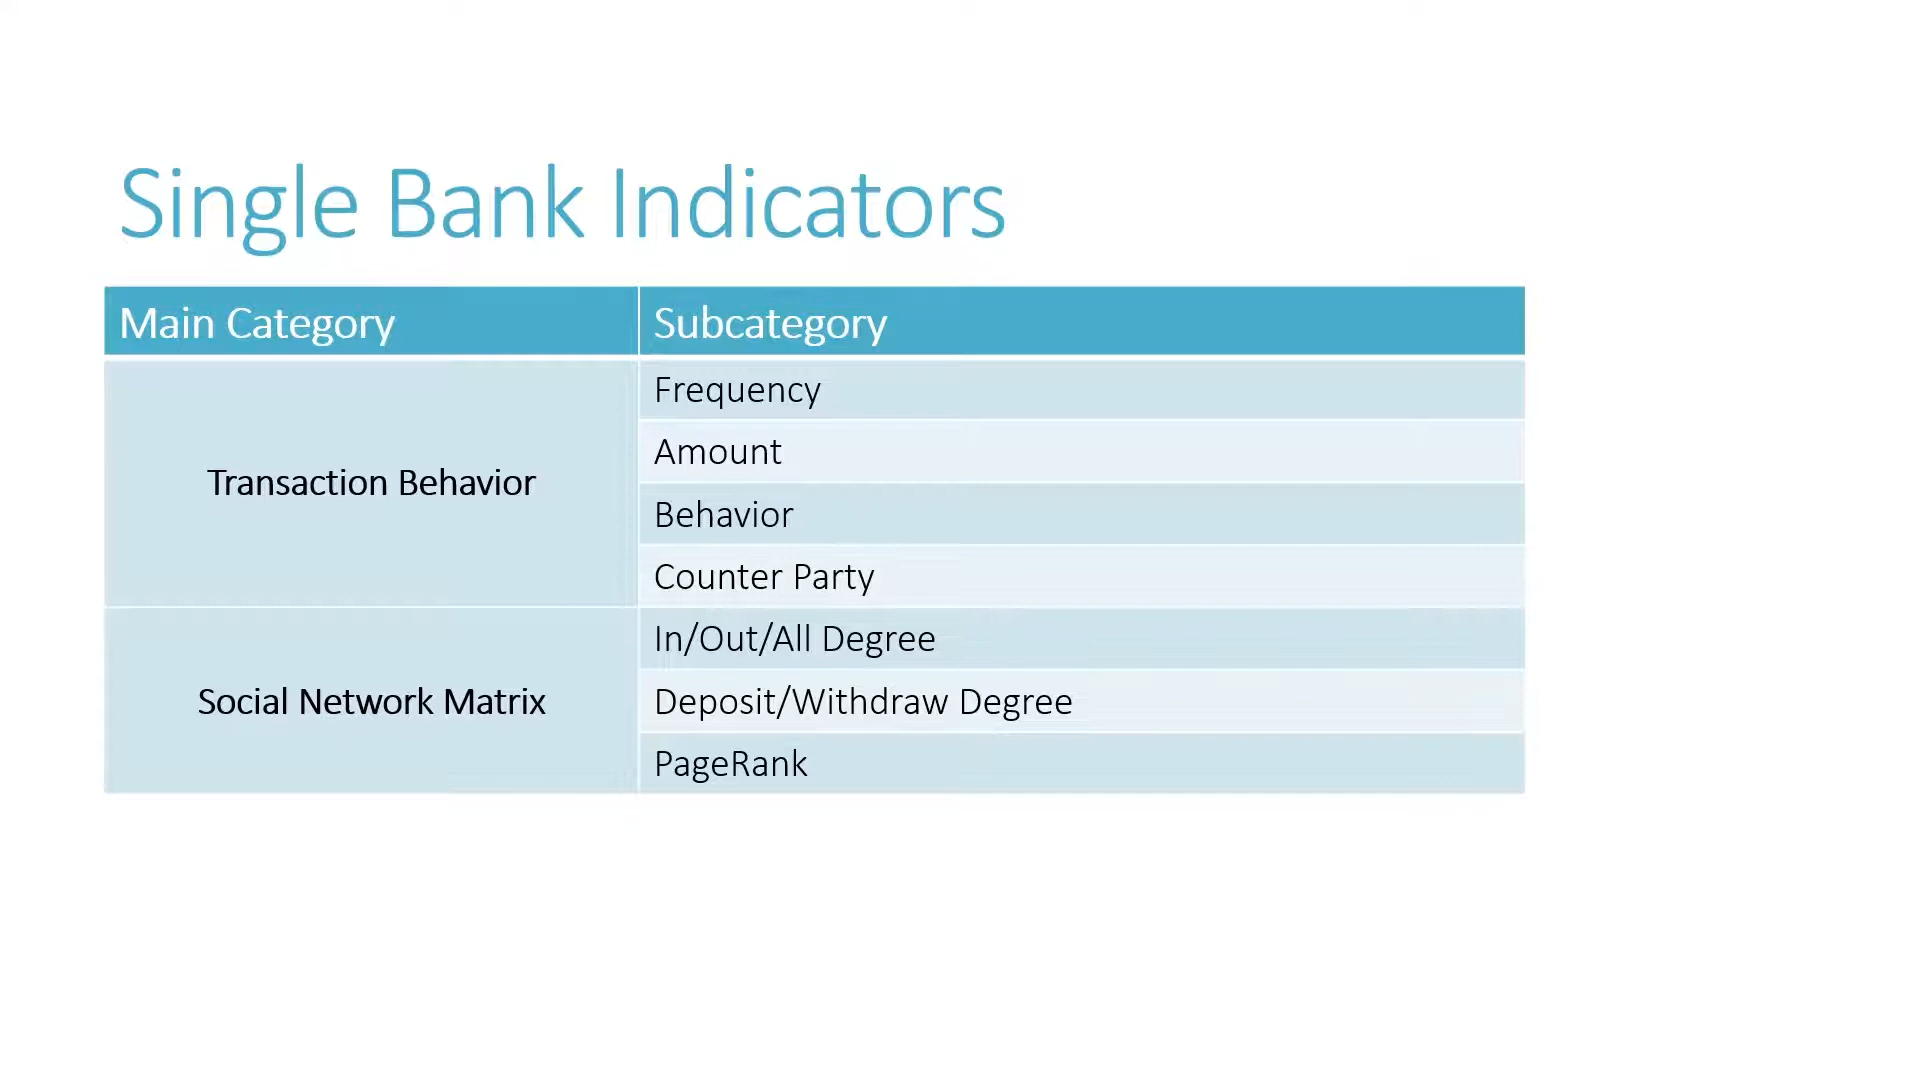 Single Bank Indicators
Main Category
Subcategory
Transaction Behavior
Frequency
Amount
Behavior
Counter Party
Social Network Matrix
In/Out/All Degree
Deposit/Withdraw Degree
PageRank